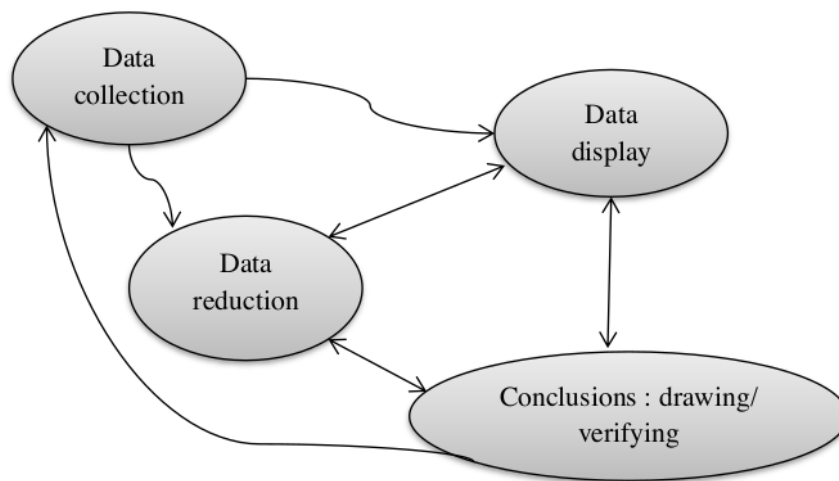 Data
collection
Data
display
Data
reduction
Conclusions : drawing/
verifying